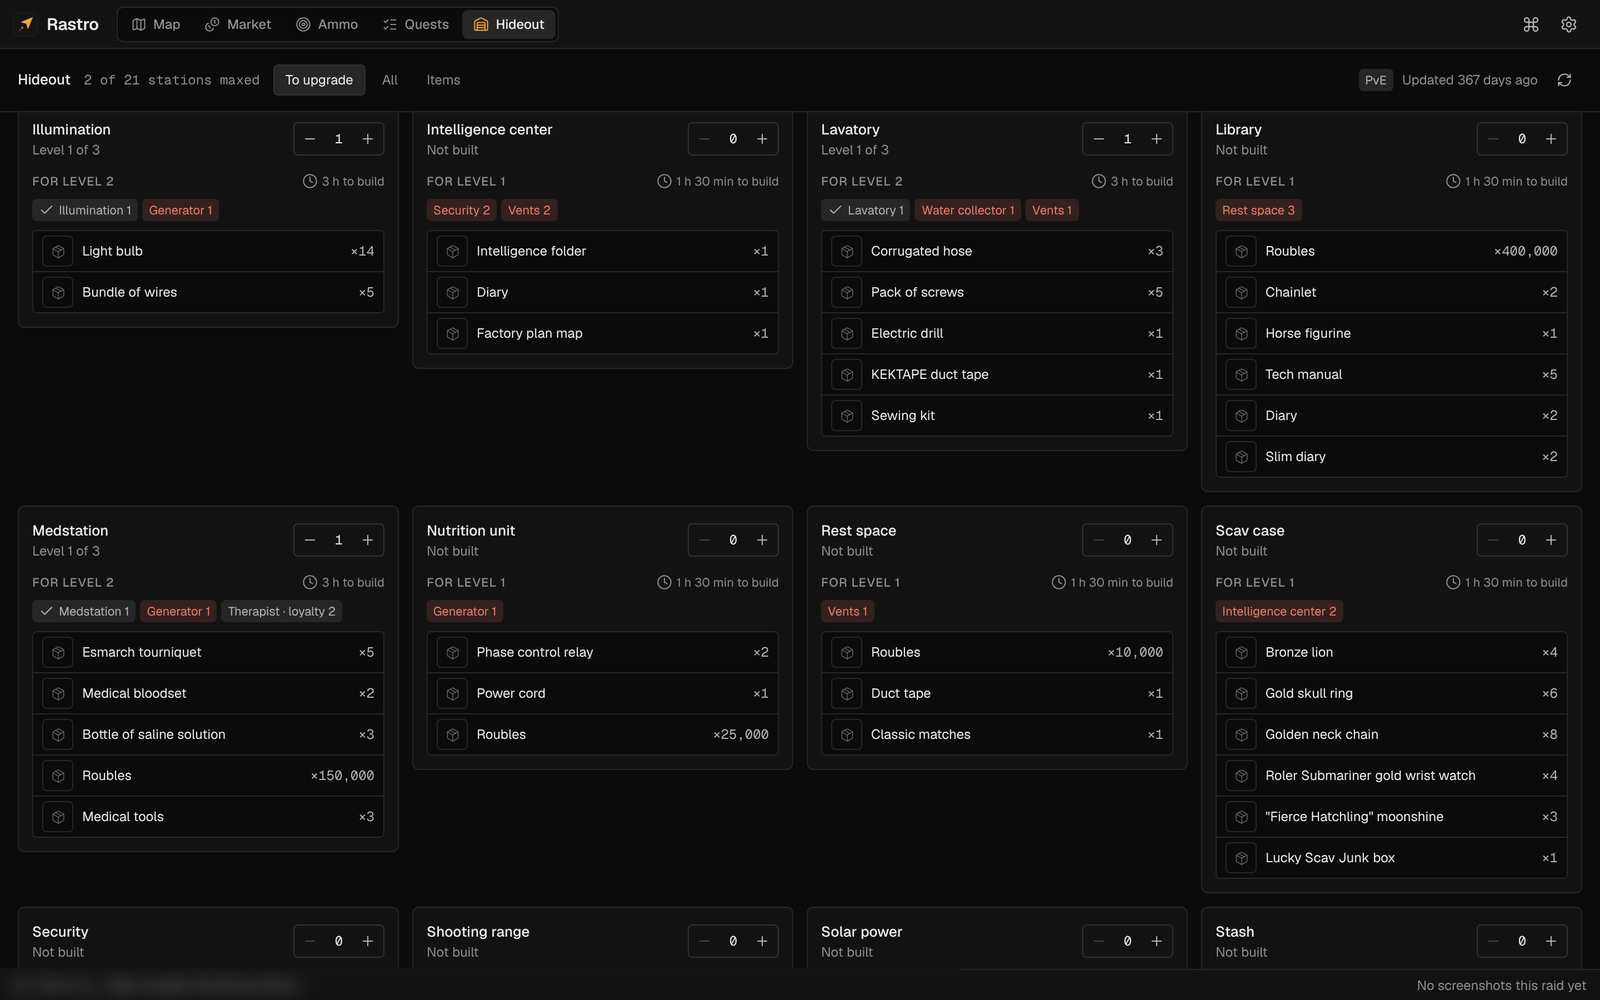 Rastro
Map
Market
Ammo
Quests
Hideout
Hideout
2 of 21 stations maxed
To upgrade
All
Items
PvE
Updated 367 days ago
Illumination
Level 1 of 3
1
FOR LEVEL 2
3 h to build
Illumination 1
Generator 1
Light bulb ×14
Bundle of wires ×5
Intelligence center
Not built
0
FOR LEVEL 1
1 h 30 min to build
Security 2
Vents 2
Intelligence folder ×1
Diary ×1
Factory plan map ×1
Lavatory
Level 1 of 3
1
FOR LEVEL 2
3 h to build
Lavatory 1
Water collector 1
Vents 1
Corrugated hose ×3
Pack of screws ×5
Electric drill ×1
KEKTAPE duct tape ×1
Sewing kit ×1
Library
Not built
0
FOR LEVEL 1
1 h 30 min to build
Rest space 3
Roubles ×400,000
Chainlet ×2
Horse figurine ×1
Tech manual ×5
Diary ×2
Slim diary ×2
Medstation
Level 1 of 3
1
FOR LEVEL 2
3 h to build
Medstation 1
Generator 1
Therapist · loyalty 2
Esmarch tourniquet ×5
Medical bloodset ×2
Bottle of saline solution ×3
Roubles ×150,000
Medical tools ×3
Nutrition unit
Not built
0
FOR LEVEL 1
1 h 30 min to build
Generator 1
Phase control relay ×2
Power cord ×1
Roubles ×25,000
Rest space
Not built
0
FOR LEVEL 1
1 h 30 min to build
Vents 1
Roubles ×10,000
Duct tape ×1
Classic matches ×1
Scav case
Not built
0
FOR LEVEL 1
1 h 30 min to build
Intelligence center 2
Bronze lion ×4
Gold skull ring ×6
Golden neck chain ×8
Roler Submariner gold wrist watch ×4
"Fierce Hatchling" moonshine ×3
Lucky Scav Junk box ×1
Security
Not built
0
Shooting range
Not built
0
Solar power
Not built
0
Stash
Not built
0
No screenshots this raid yet